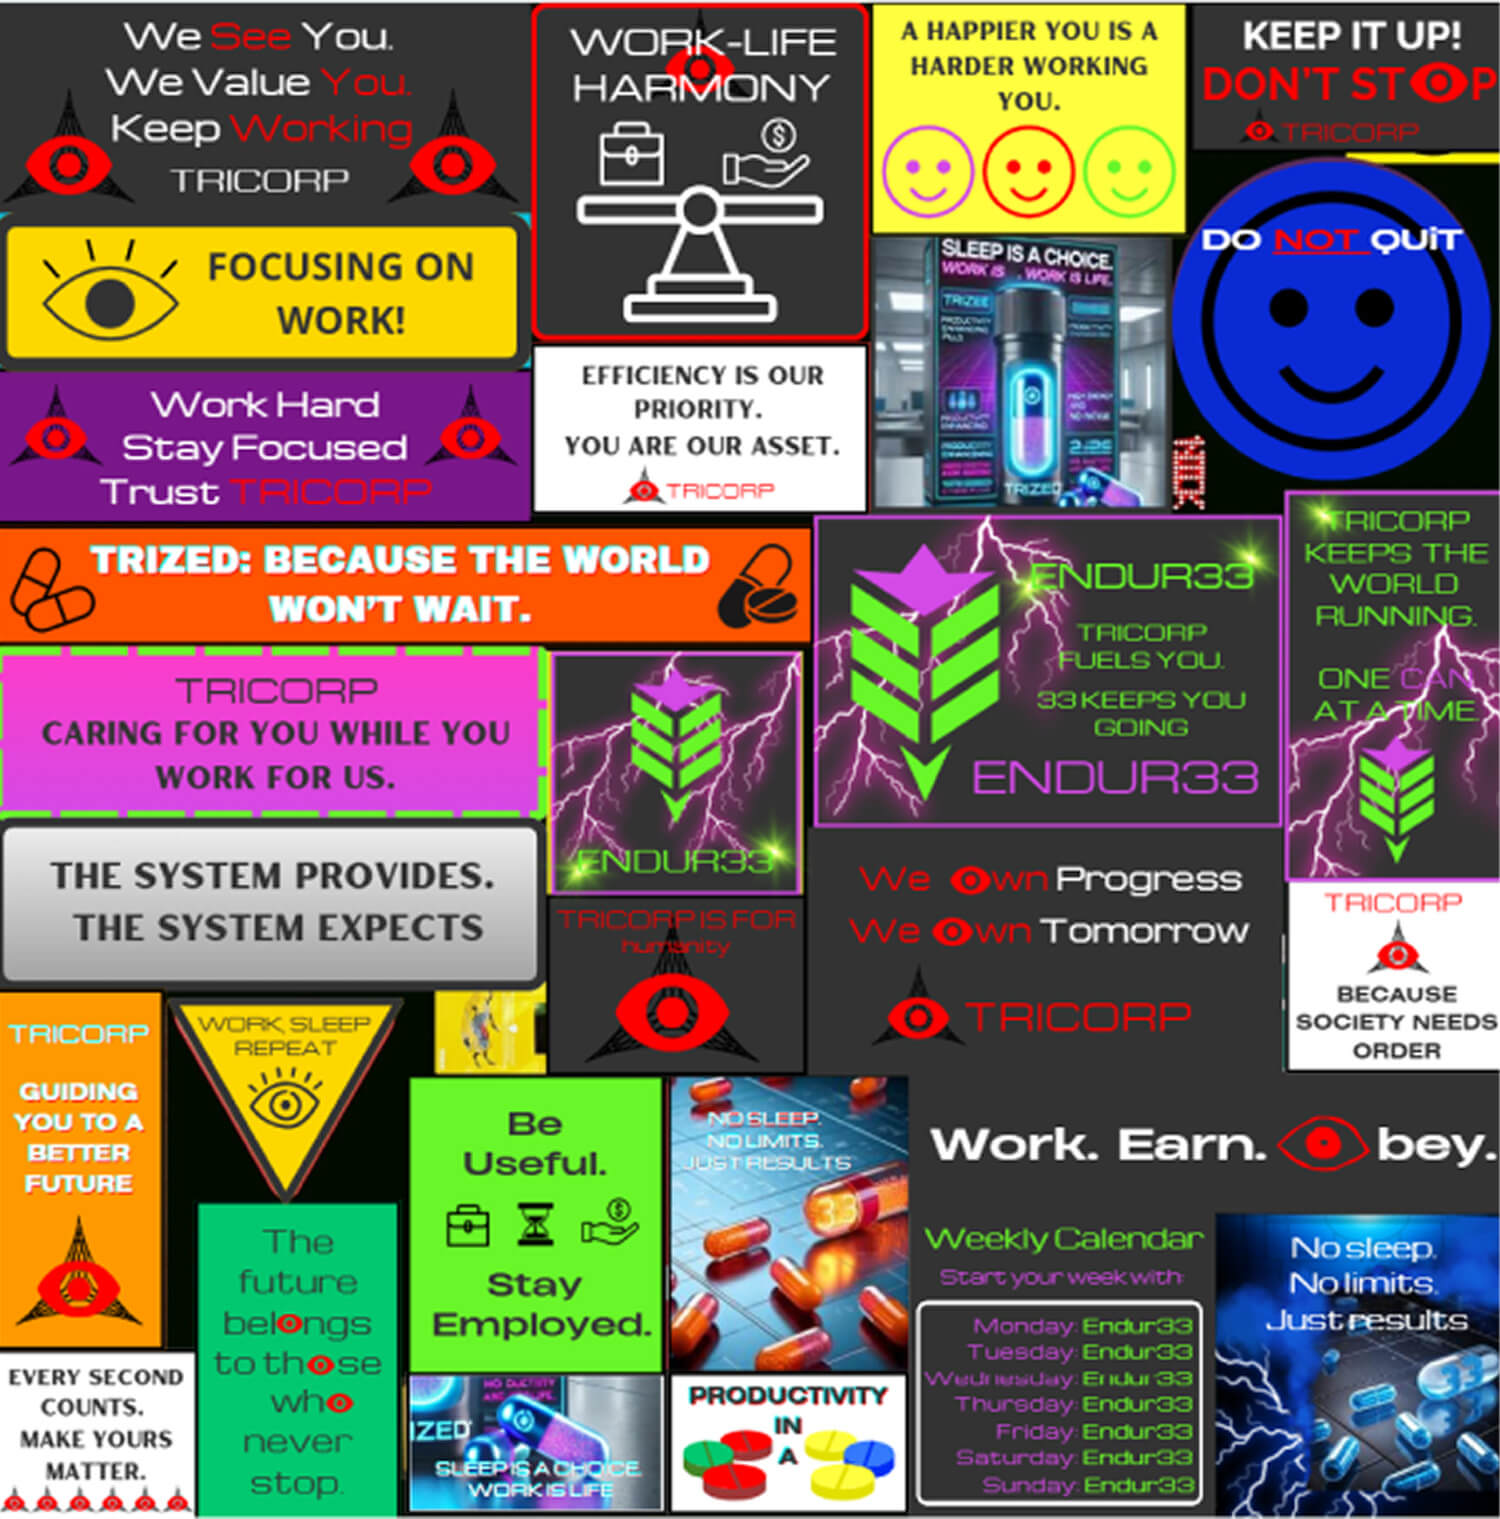 We See You.
We Value You.
Keep Working
TRICORP
WORK-LIFE
HARMONY
A HAPPIER YOU IS A
HARDER WORKING
YOU.
KEEP IT UP!
DON'T STOP
TRICORP
FOCUSING ON
WORK!
SLEEP IS A CHOICE.
WORK IS WORK IS LIFE.
TRIZED
DO NOT QUiT
Work Hard
Stay Focused
Trust TRICORP
EFFICIENCY IS OUR
PRIORITY.
YOU ARE OUR ASSET.
TRICORP
TRIZED: BECAUSE THE WORLD
WON'T WAIT.
ENDUR33
TRICORP
FUELS YOU.
33 KEEPS YOU
GOING
ENDUR33
TRICORP
KEEPS THE
WORLD
RUNNING.
ONE CAN
AT A TIME
TRICORP
CARING FOR YOU WHILE YOU
WORK FOR US.
ENDUR33
THE SYSTEM PROVIDES.
THE SYSTEM EXPECTS
TRICORP IS FOR
humanity
We Own Progress
We Own Tomorrow
TRICORP
TRICORP
BECAUSE
SOCIETY NEEDS
ORDER
TRICORP
GUIDING
YOU TO A
BETTER
FUTURE
WORK, SLEEP
REPEAT
Be
Useful.
Stay
Employed.
NO SLEEP.
NO LIMITS.
JUST RESULTS
33
Work. Earn. Obey.
The
future
belongs
to those
who
never
stop.
Weekly Calendar
Start your week with:
Monday: Endur33
Tuesday: Endur33
Wednesday: Endur33
Thursday: Endur33
Friday: Endur33
Saturday: Endur33
Sunday: Endur33
No sleep.
No limits.
Just results
33
EVERY SECOND
COUNTS.
MAKE YOURS
MATTER.
IZED
SLEEP IS A CHOICE
WORK IS LIFE
PRODUCTIVITY
IN
A